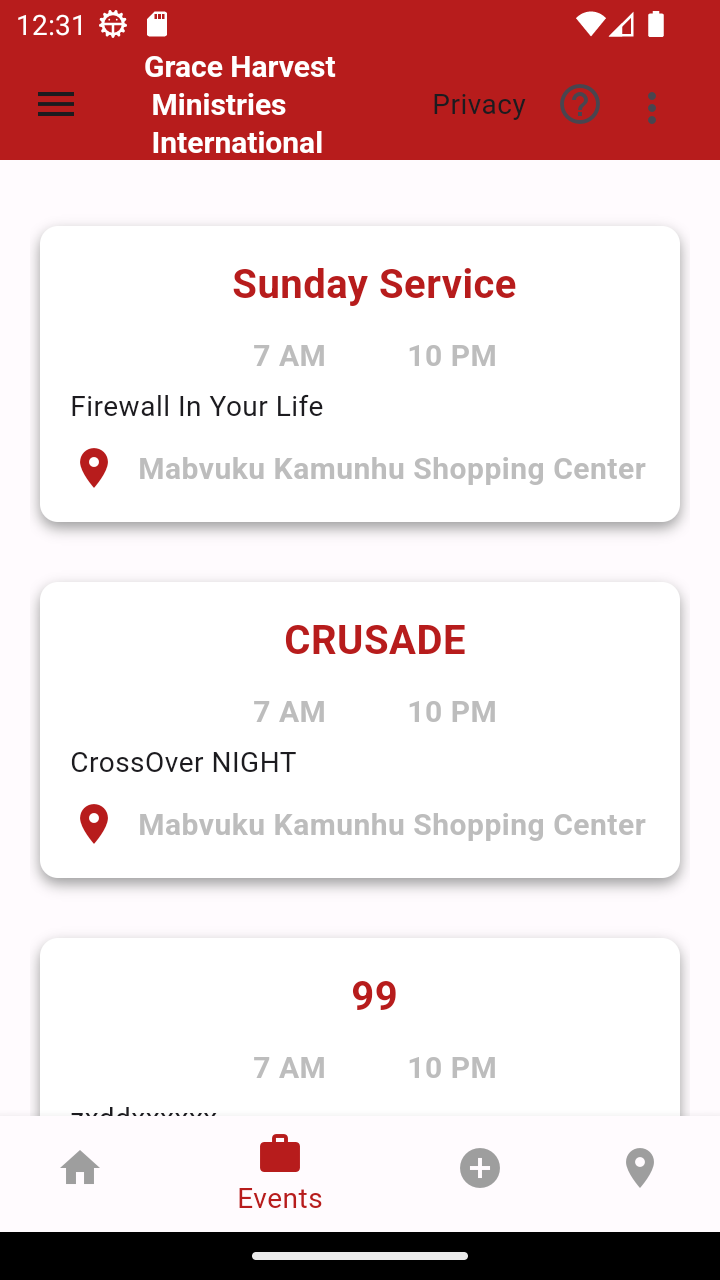 12:31
Grace Harvest
Ministries
International
Privacy
Sunday Service
7 AM 10 PM
Firewall In Your Life
Mabvuku Kamunhu Shopping Center
CRUSADE
7 AM 10 PM
CrossOver NIGHT
Mabvuku Kamunhu Shopping Center
99
7 AM 10 PM
Events